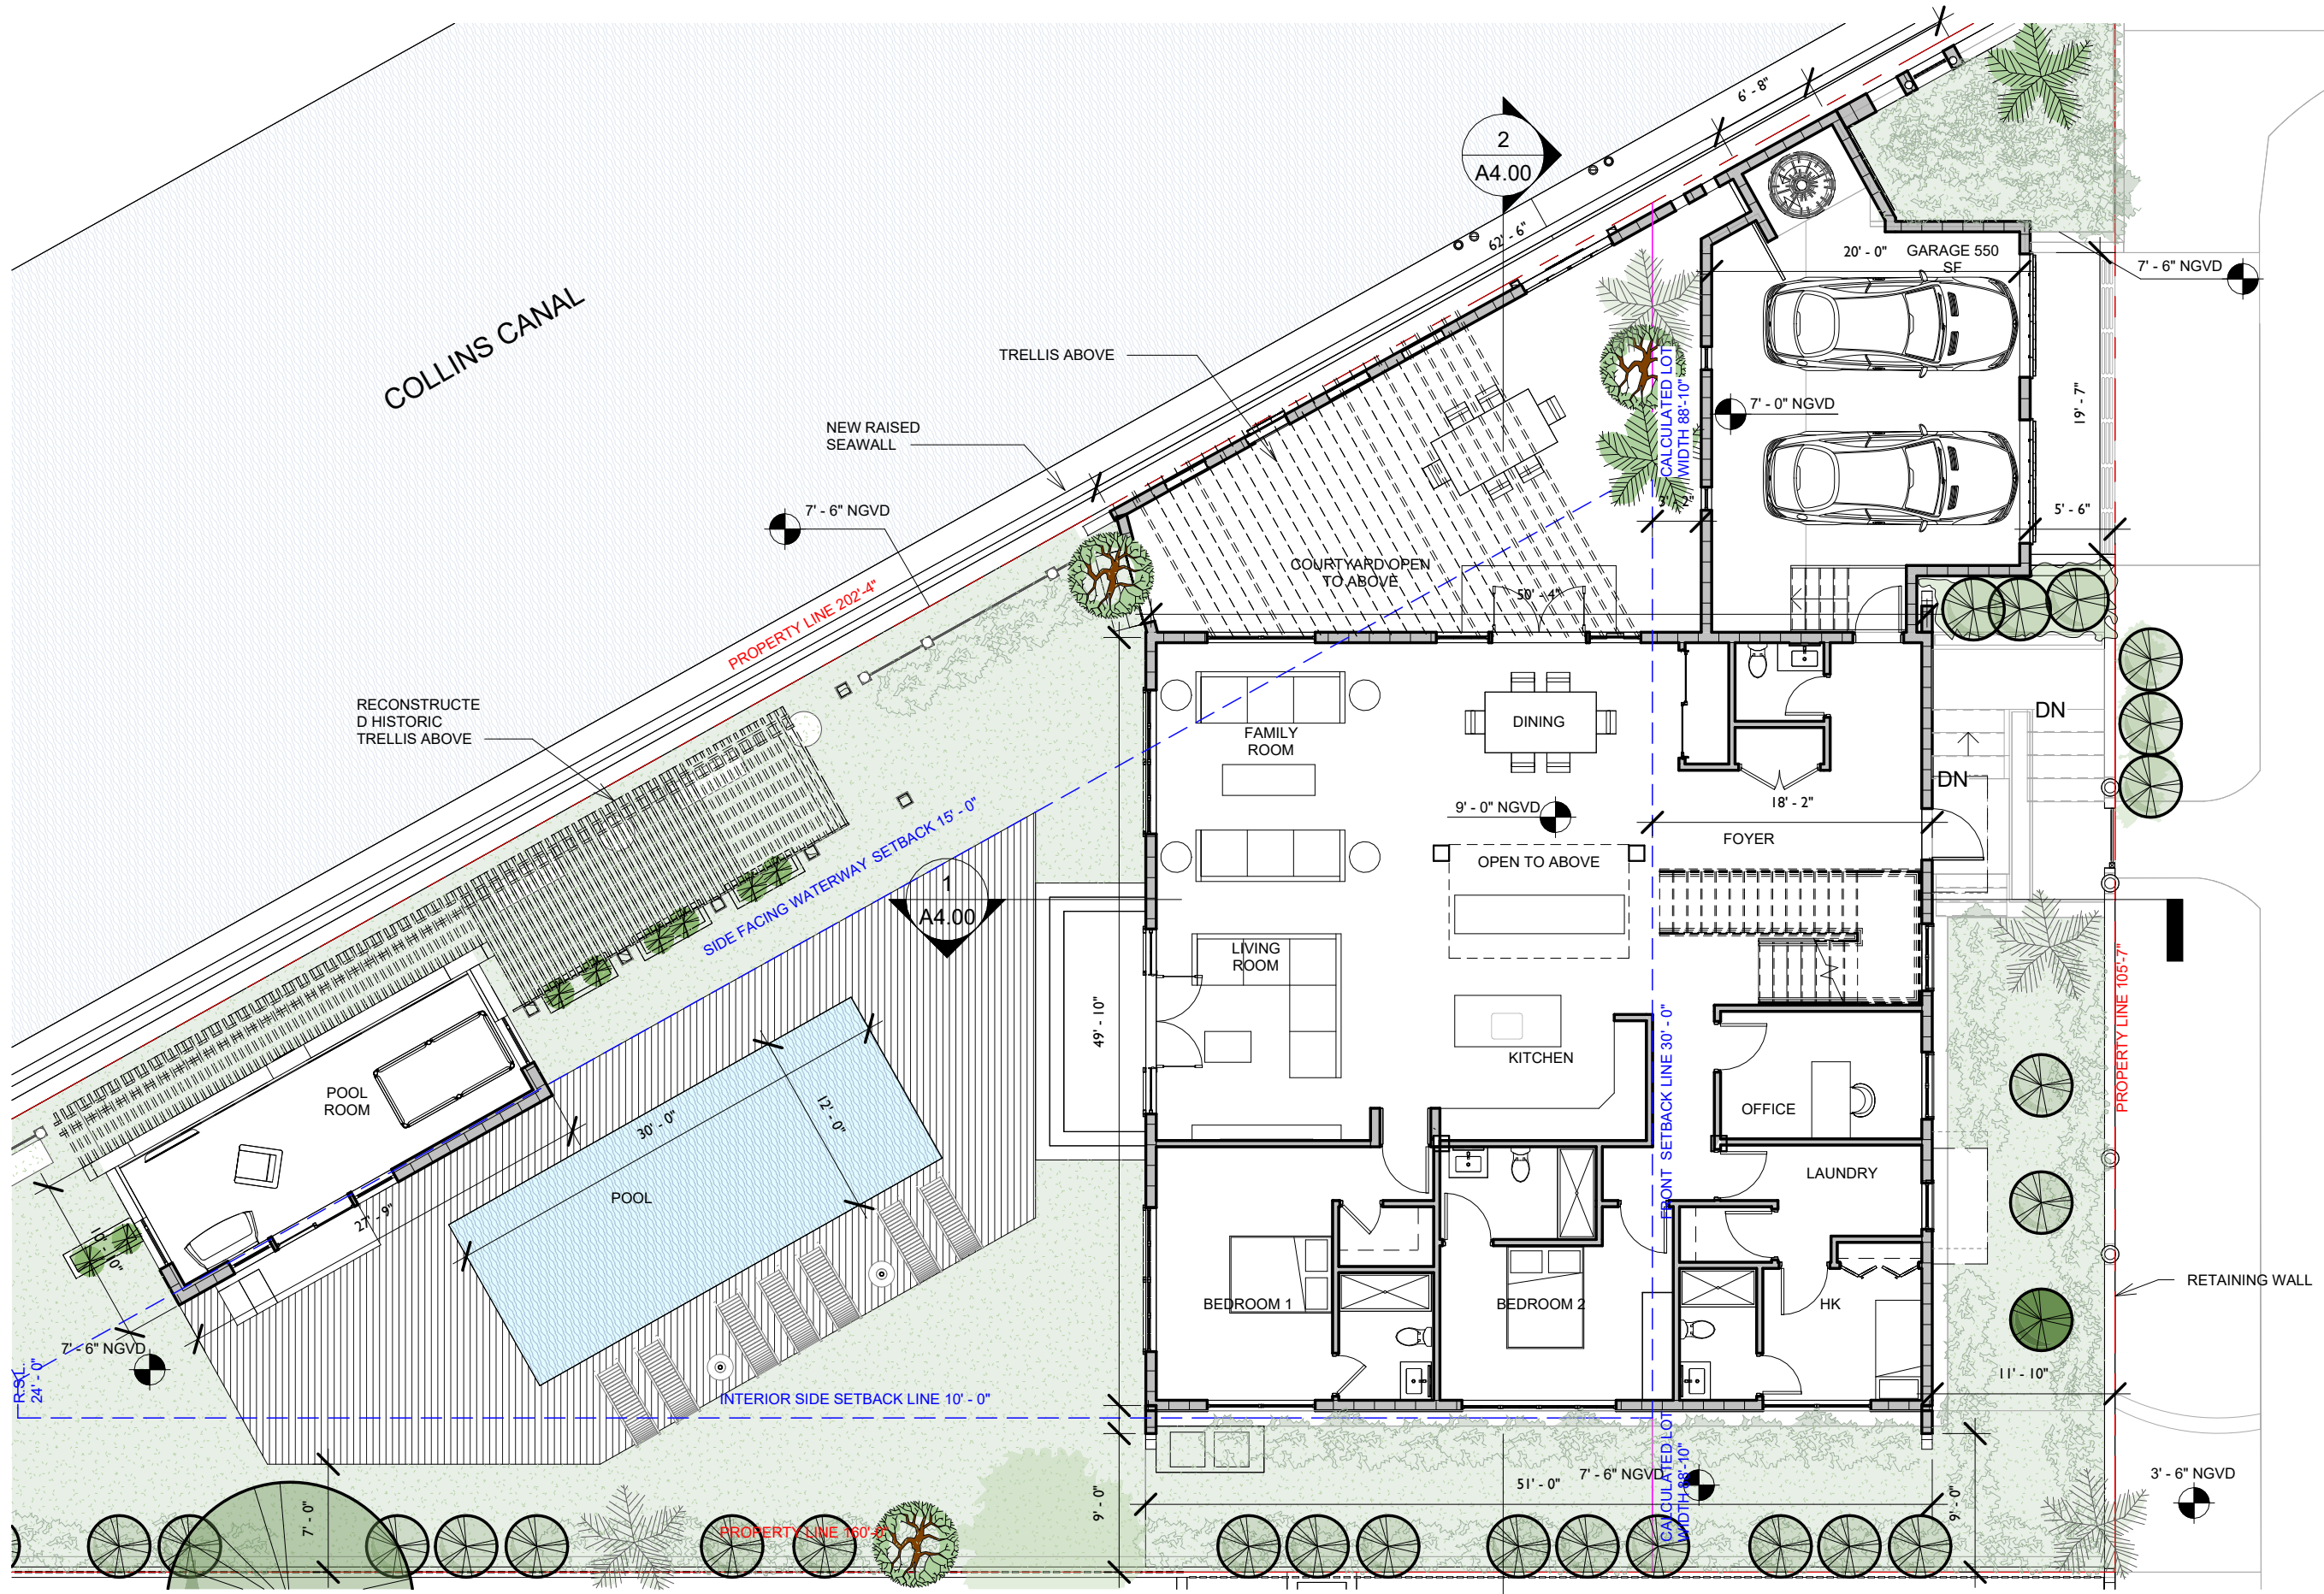 6' - 8"
2
A4.00
62' - 6"
20' - 0"
GARAGE 550
SF
7' - 6" NGVD
COLLINS CANAL
TRELLIS ABOVE
CALCULATED LOT
WIDTH 88'-10"
7' - 0" NGVD
19' - 7"
NEW RAISED
SEAWALL
7' - 6" NGVD
3' - 2"
5' - 6"
COURTYARD OPEN
TO ABOVE
50' - 4"
PROPERTY LINE 202'-4"
RECONSTRUCTE
D HISTORIC
TRELLIS ABOVE
FAMILY
ROOM
DINING
DN
DN
9' - 0" NGVD
18' - 2"
FOYER
SIDE FACING WATERWAY SETBACK 15' - 0"
OPEN TO ABOVE
1
A4.00
LIVING
ROOM
49' - 10"
KITCHEN
FRONT SETBACK LINE 30' - 0"
PROPERTY LINE 105'-7"
POOL
ROOM
30' - 0"
12' - 0"
OFFICE
LAUNDRY
POOL
27' - 9"
10' - 10"
BEDROOM 1
BEDROOM 2
HK
RETAINING WALL
7' - 6" NGVD
R.S.L.
24' - 0"
INTERIOR SIDE SETBACK LINE 10' - 0"
11' - 10"
CALCULATED LOT
WIDTH 88'-10"
51' - 0"
7' - 6" NGVD
3' - 6" NGVD
7' - 0"
9' - 0"
9' - 0"
PROPERTY LINE 160'-0"